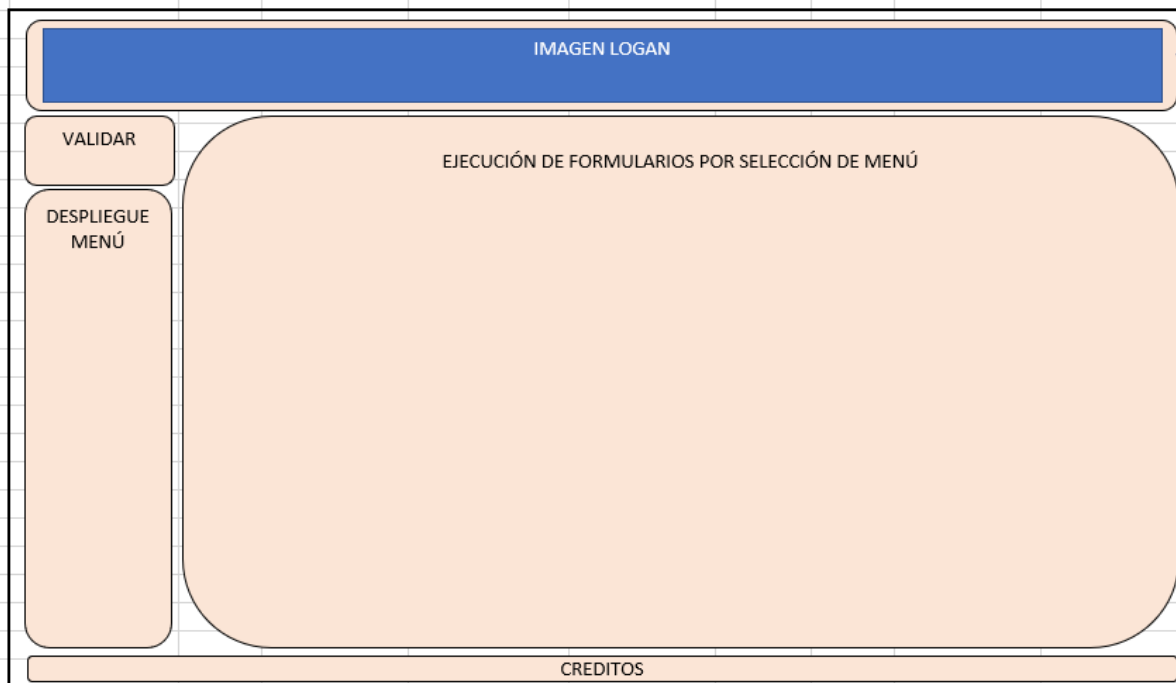 IMAGEN LOGAN
VALIDAR
EJECUCIÓN DE FORMULARIOS POR SELECCIÓN DE MENÚ
DESPLIEGUE
MENÚ
CREDITOS